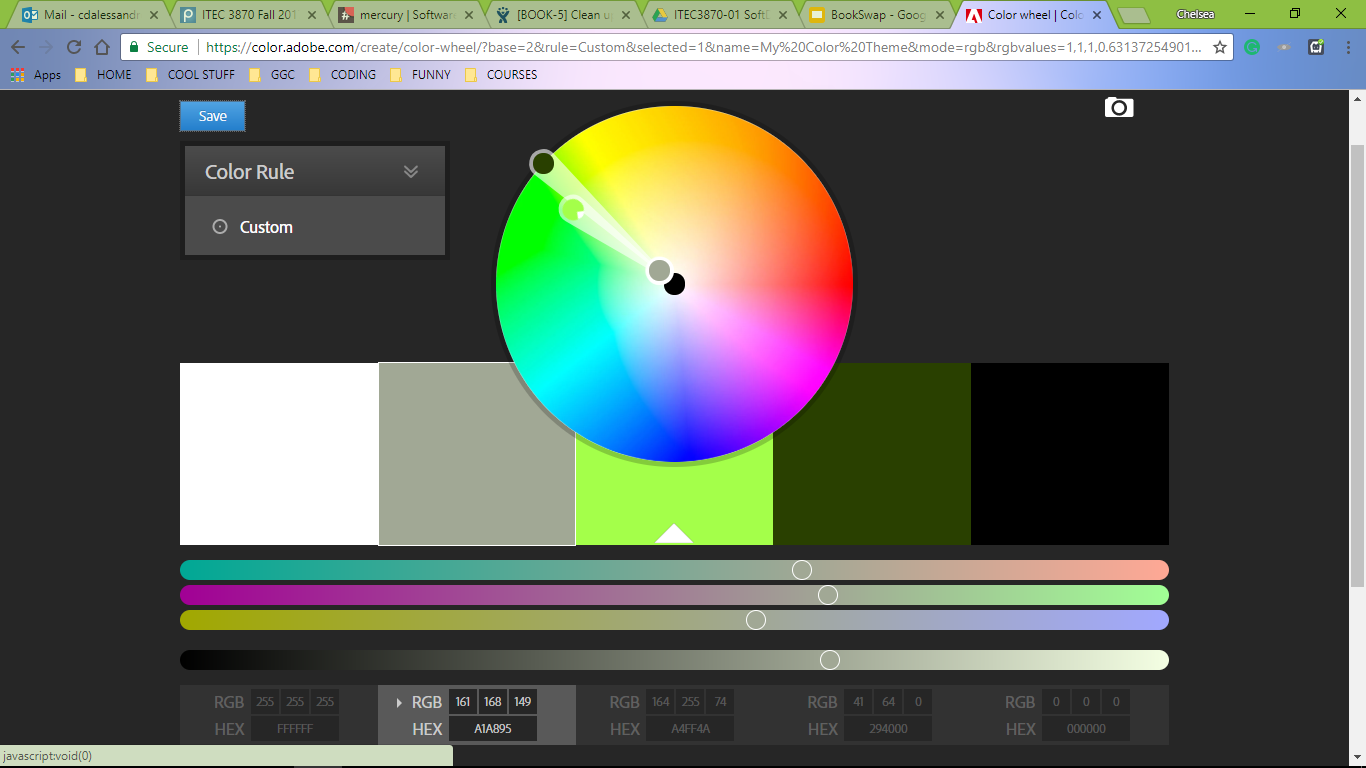 Mail - cdalessand
ITEC 3870 Fall 201
mercury | Software
[BOOK-5] Clean up
ITEC3870-01 SoftD
BookSwap - Goog
Color wheel | Colo
Chelsea
Secure
https://color.adobe.com/create/color-wheel/?base=2&rule=Custom&selected=1&name=My%20Color%20Theme&mode=rgb&rgbvalues=1,1,1,0.63137254901...
Apps HOME COOL STUFF GGC CODING FUNNY COURSES
Save
Color Rule
Custom
RGB 255 255 255
HEX FFFFFF
RGB 161 168 149
HEX A1A895
RGB 164 255 74
HEX A4FF4A
RGB 41 64 0
HEX 294000
RGB 0 0 0
HEX 000000
javascript:void(0)